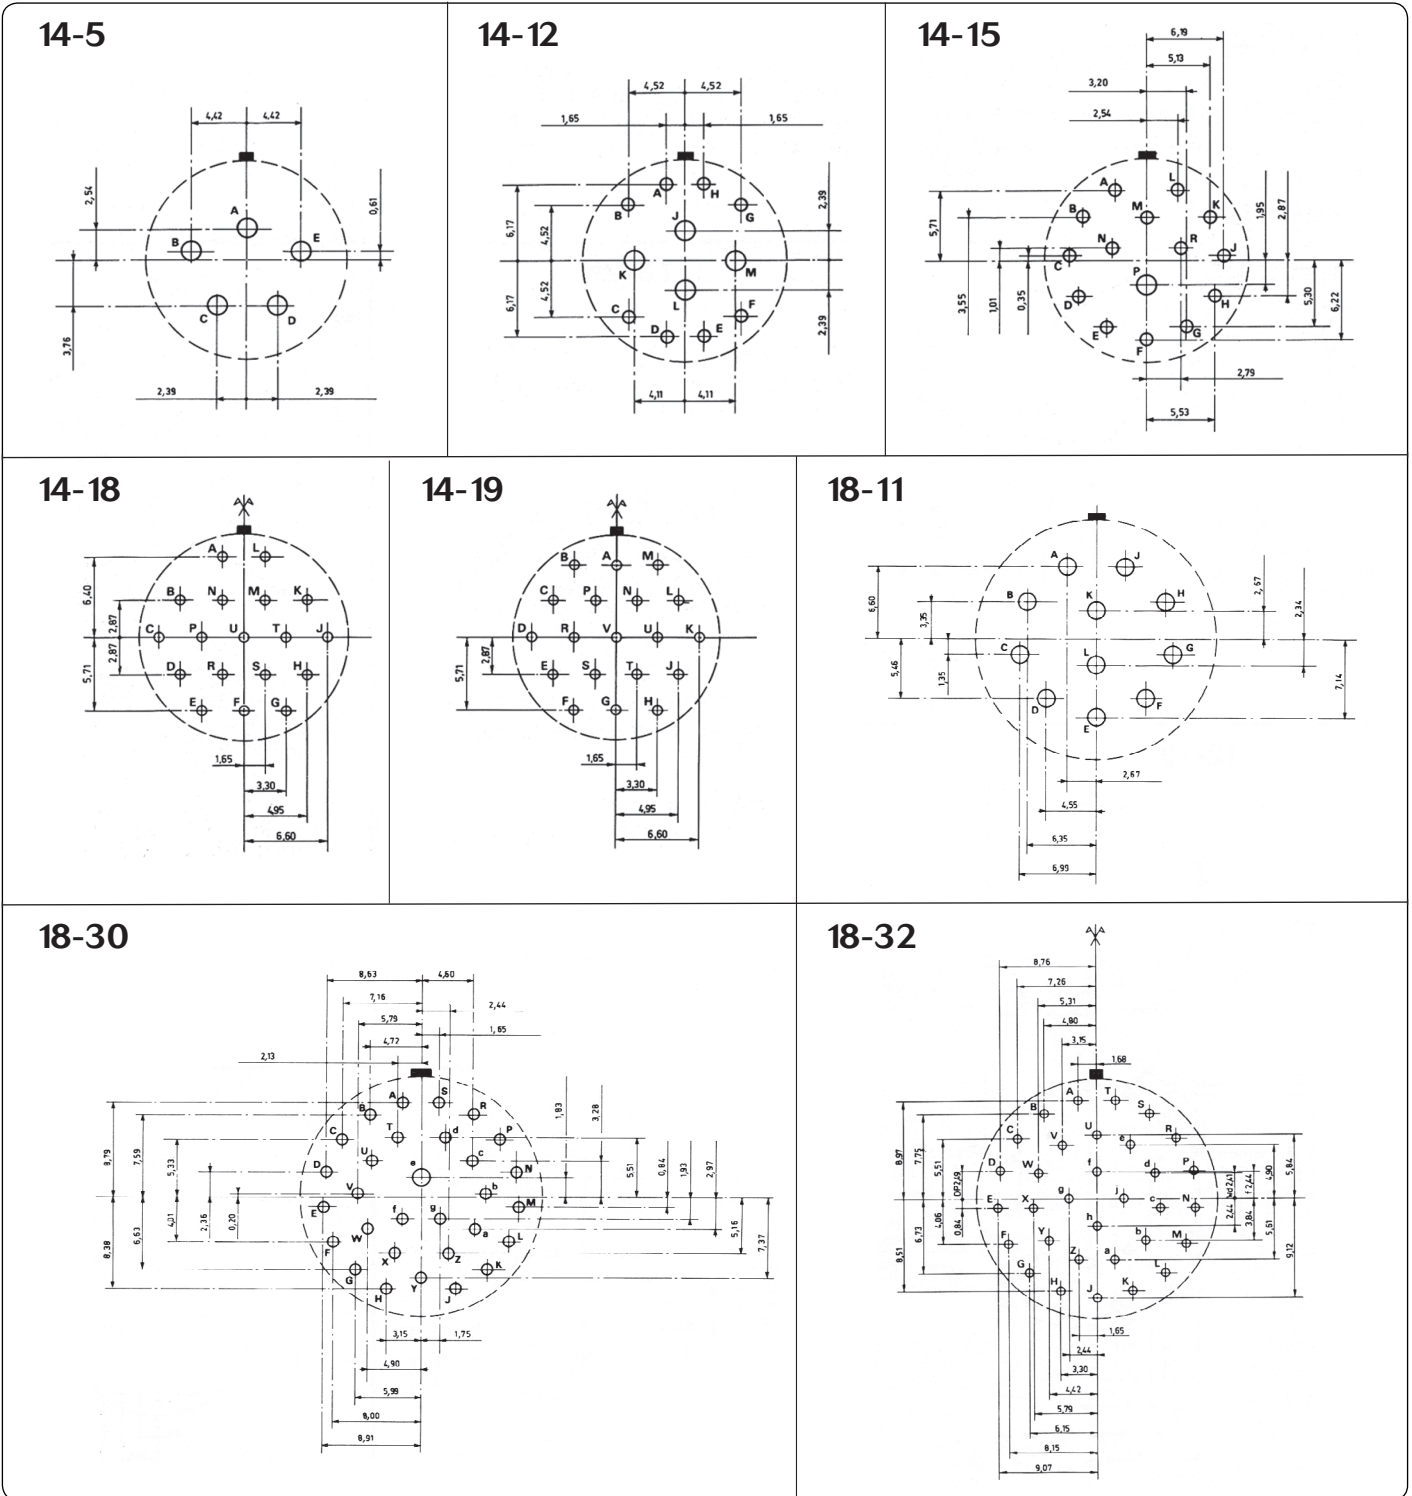 14-5
4,42 4,42
2,54
0,61
A
B E
C D
3,76
2,39 2,39
14-12
4,52 4,52
1,65 1,65
A H
B G
J
6,17 4,52 2,39
K M
L
6,17 4,52 2,39
C F
D E
4,11 4,11
14-15
6,19
5,13
3,20
2,54
A L
B M K
5,71 1,95 2,87
N R
C J
P
3,55 1,01 0,35
D H
5,30 6,22
E G
F
2,79
5,53
14-18
A L
B N M K
6,40 2,87
C P U T J
2,87 5,71
D R S H
E F G
1,65
3,30
4,95
6,60
14-19
B A M
C P N L
D R V U K
5,71 2,87
E S T J
F G H
1,65
3,30
4,95
6,60
18-11
A J
B K H
6,60 3,35 2,67 2,34
C L G
5,46 1,35 7,14
D F
E
2,67
4,55
6,35
6,99
18-30
8,63 4,60
7,16 2,44
5,79 1,65
4,72
2,13
A S
B R
1,83 3,28
T d
C P
8,79 7,59 5,33
U c
5,51 0,84 1,93 2,97
D e N
V b
E M
f g
4,01 2,36 0,20
W a
8,38 6,63
F L
5,16 7,37
X Z
G K
Y
H J
3,15 1,75
4,90
5,99
8,00
8,91
18-32
8,76
7,26
5,31
4,80
3,15
1.68
A T
B S
U
C V e R
8,97 7,75 5,51 4,90 5,84
D W f d P
DP2,49 f 2,44
g j
E X c N
h
6,73 4,06 0,84 2,44 3,84 5,61
F Y b M
8,51 9,12
Z a
G L
H K
J
1,65
2,44
3,30
4,42
5,79
6,15
8,15
9,07